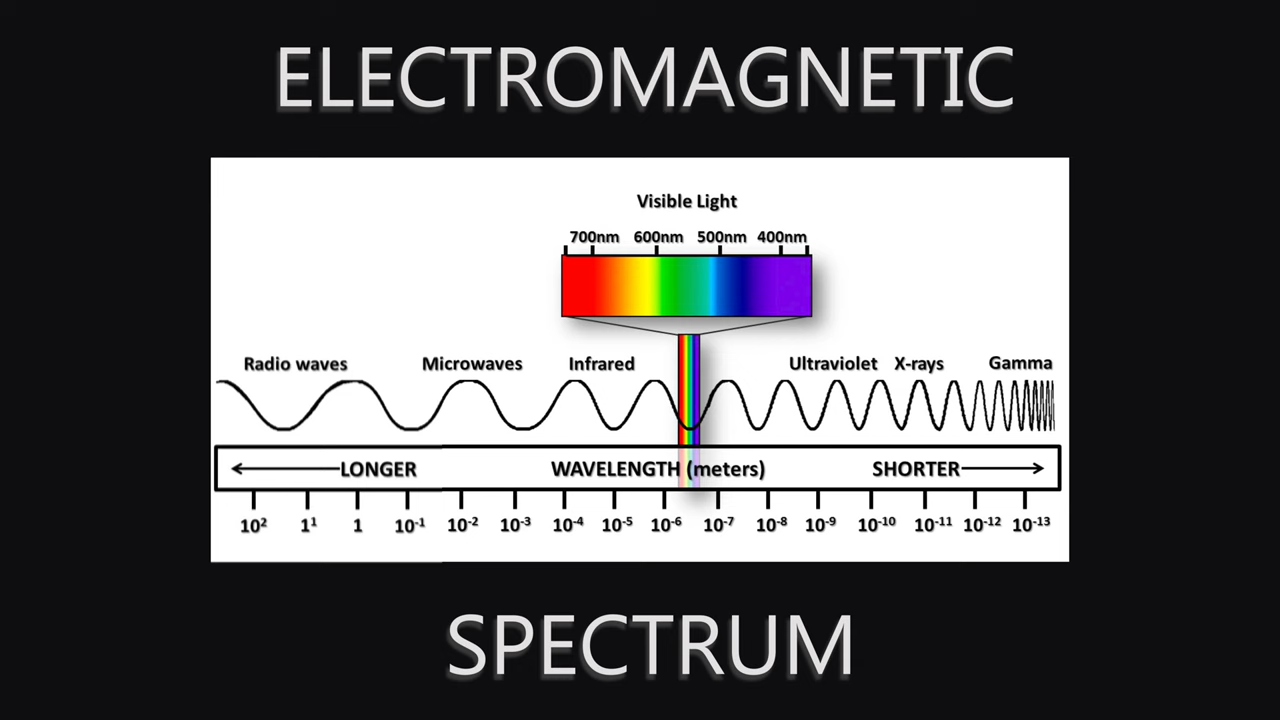 ELECTROMAGNETIC
Visible Light
700nm 600nm 500nm 400nm
Radio waves Microwaves Infrared Ultraviolet X-rays Gamma
LONGER WAVELENGTH (meters) SHORTER
10² 1¹ 1 10⁻¹ 10⁻² 10⁻³ 10⁻⁴ 10⁻⁵ 10⁻⁶ 10⁻⁷ 10⁻⁸ 10⁻⁹ 10⁻¹⁰ 10⁻¹¹ 10⁻¹² 10⁻¹³
SPECTRUM